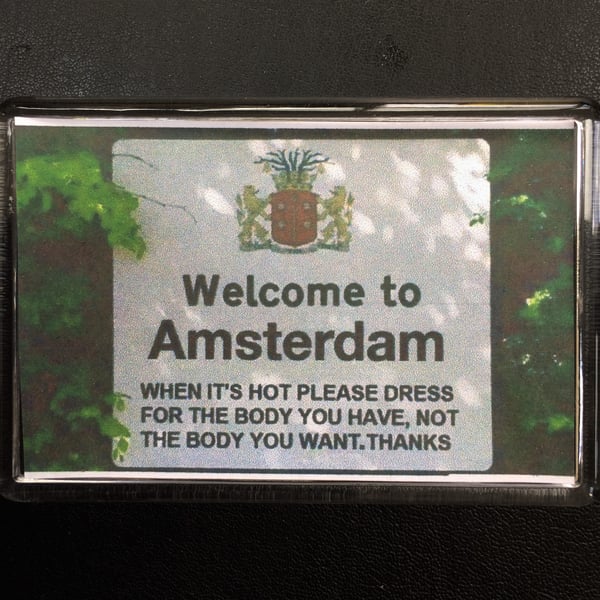 Welcome to
Amsterdam
WHEN IT'S HOT PLEASE DRESS
FOR THE BODY YOU HAVE, NOT
THE BODY YOU WANT.THANKS